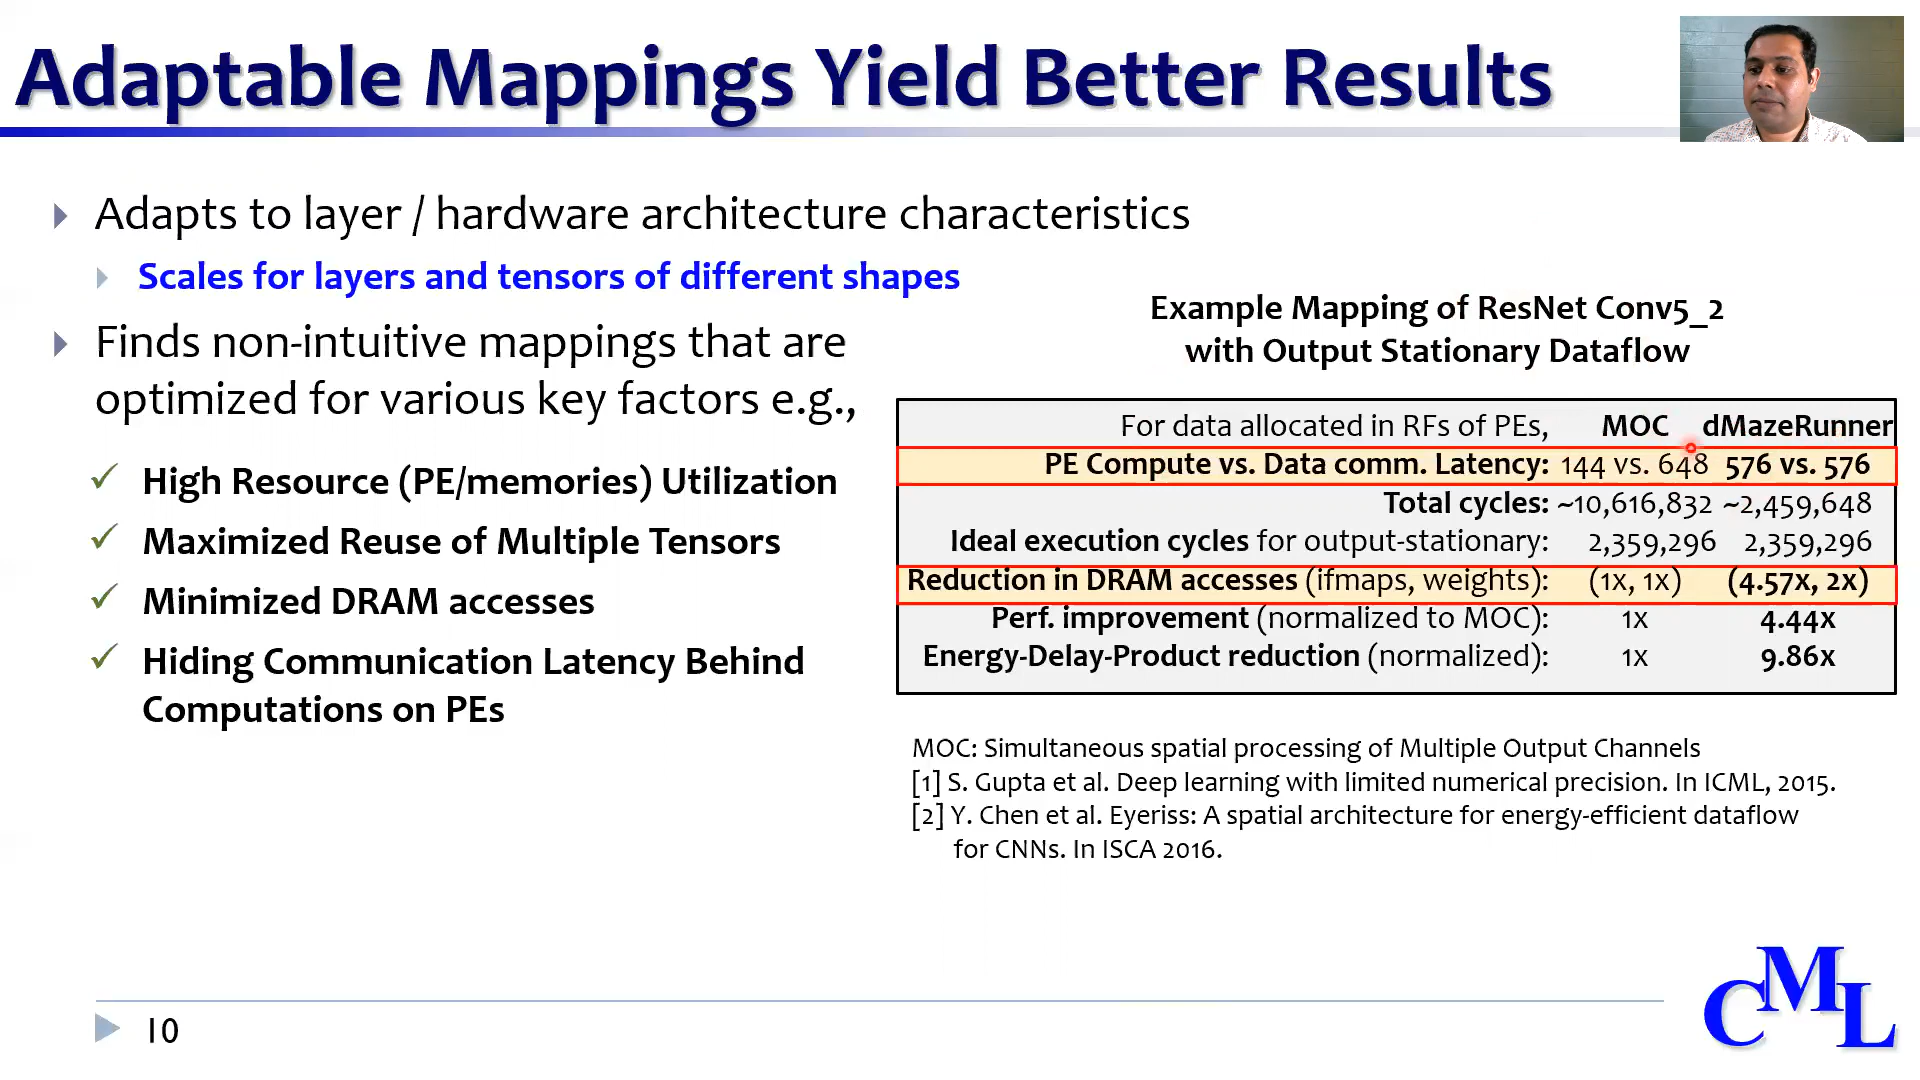 Adaptable Mappings Yield Better Results
Adapts to layer / hardware architecture characteristics
Scales for layers and tensors of different shapes
Finds non-intuitive mappings that are
optimized for various key factors e.g.,
High Resource (PE/memories) Utilization
Maximized Reuse of Multiple Tensors
Minimized DRAM accesses
Hiding Communication Latency Behind
Computations on PEs
Example Mapping of ResNet Conv5_2
with Output Stationary Dataflow
For data allocated in RFs of PEs, MOC dMazeRunner
PE Compute vs. Data comm. Latency: 144 vs. 648 576 vs. 576
Total cycles: ~10,616,832 ~2,459,648
Ideal execution cycles for output-stationary: 2,359,296 2,359,296
Reduction in DRAM accesses (ifmaps, weights): (1x, 1x) (4.57x, 2x)
Perf. improvement (normalized to MOC): 1x 4.44x
Energy-Delay-Product reduction (normalized): 1x 9.86x
MOC: Simultaneous spatial processing of Multiple Output Channels
[1] S. Gupta et al. Deep learning with limited numerical precision. In ICML, 2015.
[2] Y. Chen et al. Eyeriss: A spatial architecture for energy-efficient dataflow
for CNNs. In ISCA 2016.
10
CML